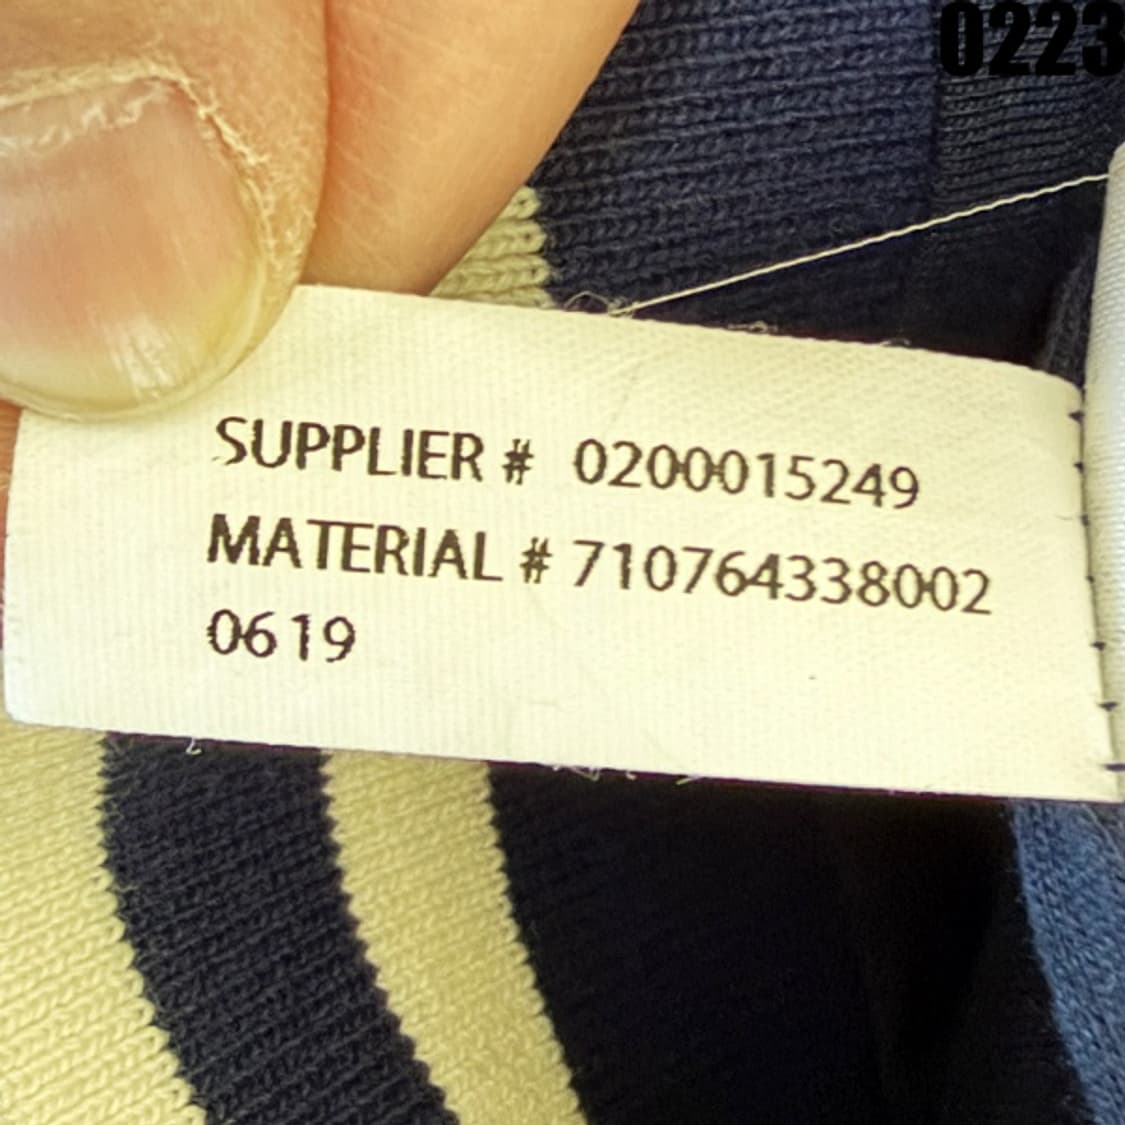 0223
SUPPLIER # 0200015249
MATERIAL # 710764338002
0619